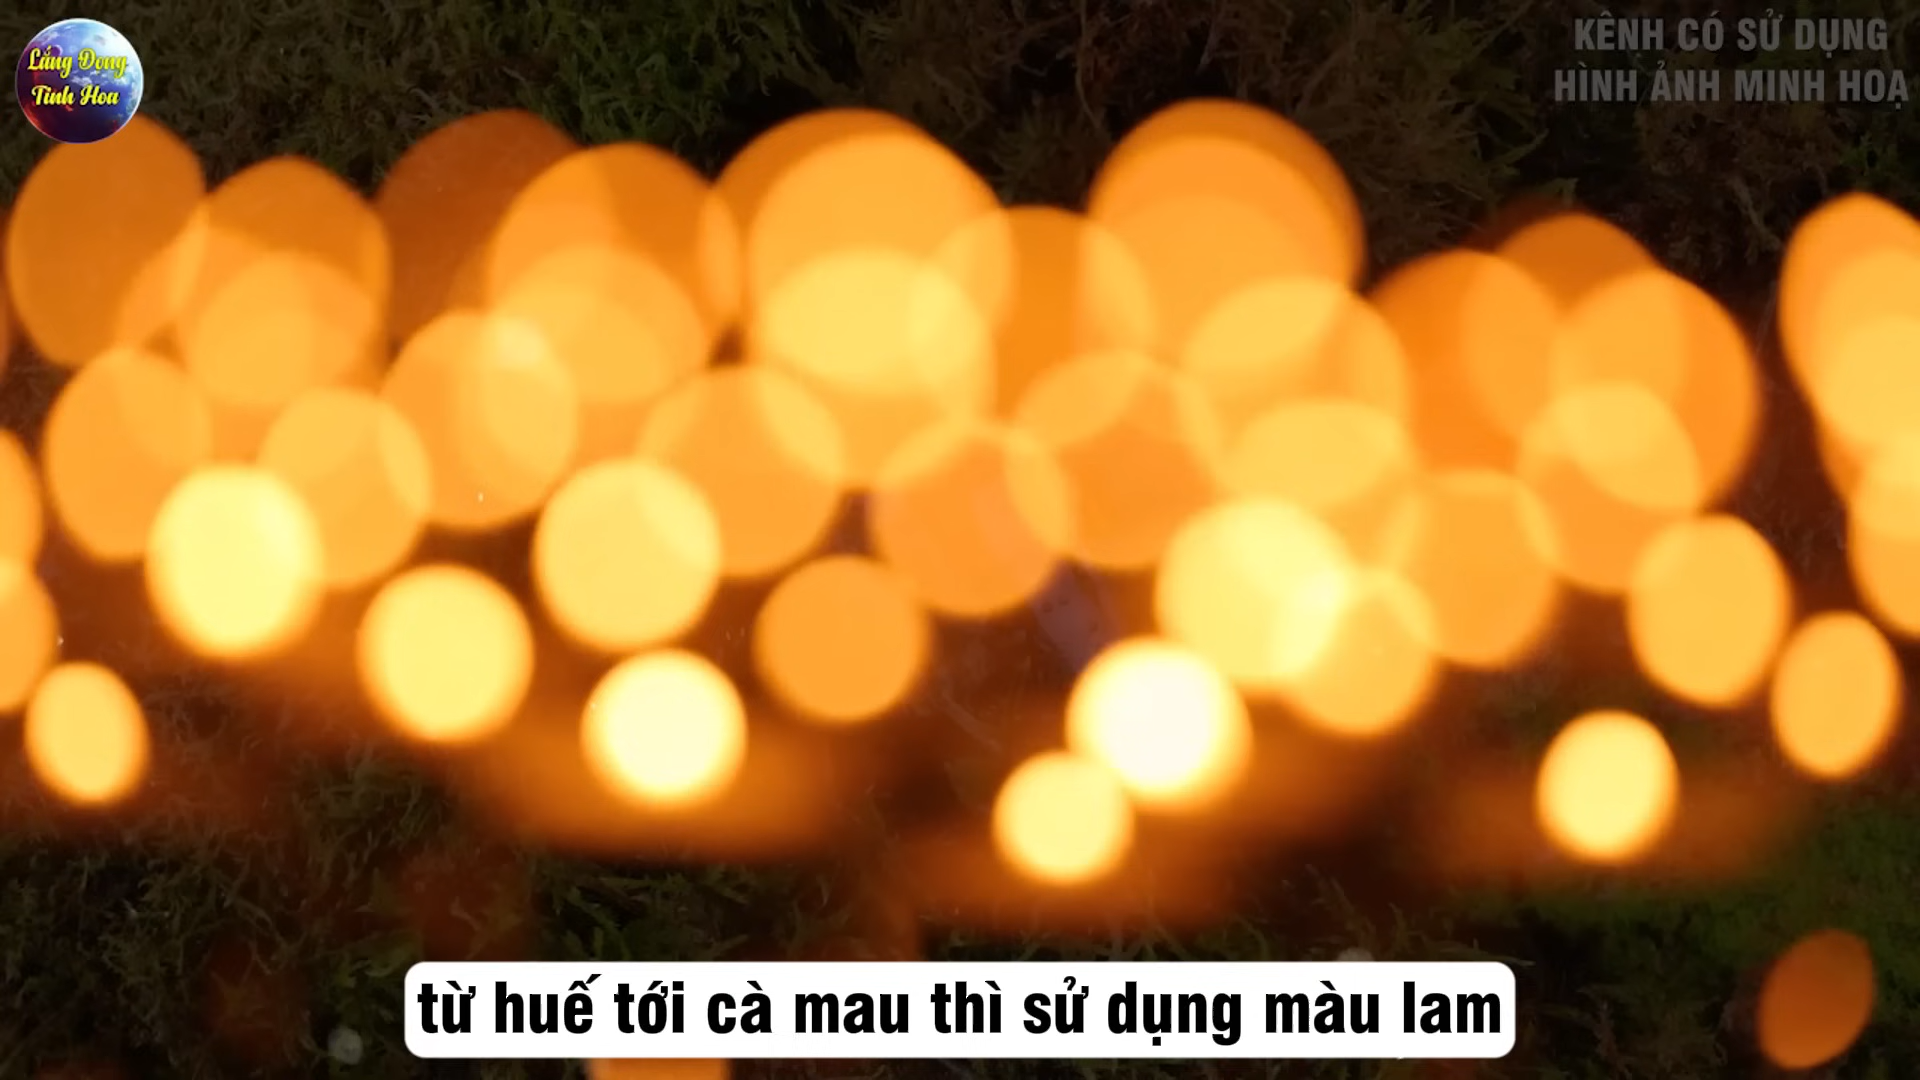 Lắng Đọng
Tinh Hoa
KÊNH CÓ SỬ DỤNG
HÌNH ẢNH MINH HOẠ
từ huế tới cà mau thì sử dụng màu lam